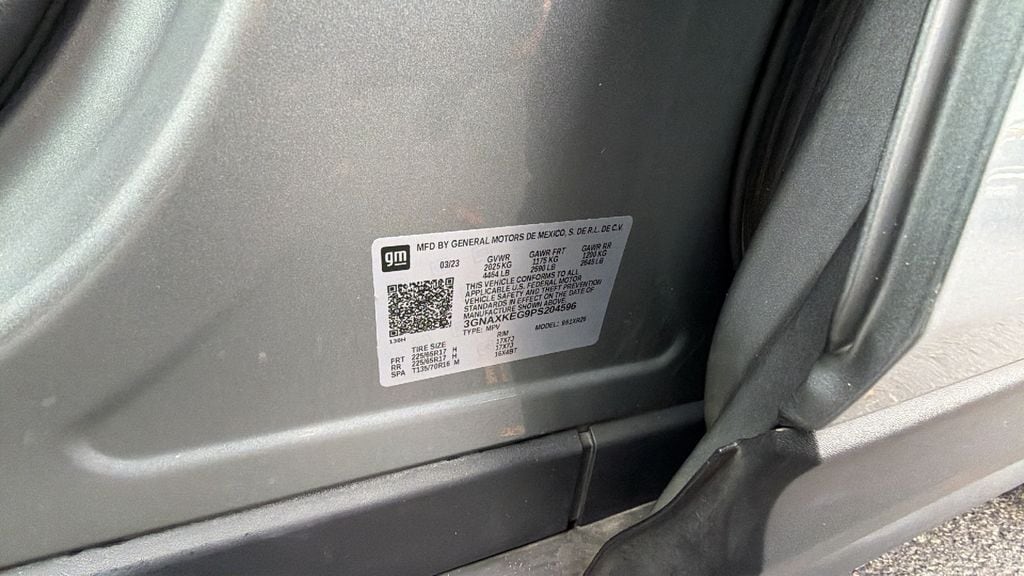 gm
MFD BY GENERAL MOTORS DE MEXICO, S. DE R.L. DE C.V.
03/23 GVWR GAWR FRT GAWR RR
2025 KG 1175 KG 1200 KG
4464 LB 2590 LB 2645 LB
THIS VEHICLE CONFORMS TO ALL
APPLICABLE U.S. FEDERAL MOTOR
VEHICLE SAFETY AND THEFT PREVENTION
STANDARDS IN EFFECT ON THE DATE OF
MANUFACTURE SHOWN ABOVE.
3GNAXKEG9PS204596
TYPE: MPV MODEL:
TIRE SIZE RIM
FRT 225/65R17 H 17X7J
RR 225/65R17 H 17X7J
SPA T135/70R16 M 16X4BT